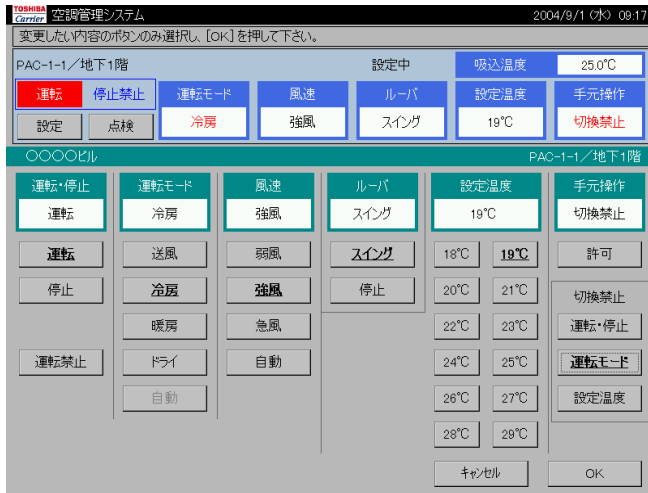 TOSHIBA Carrier 空調管理システム 2004/9/1 (水) 09:17
変更したい内容のボタンのみ選択し、[OK]を押して下さい。
PAC-1-1/地下1階 設定中 吸込温度 25.0℃
運転 停止禁止 運転モード 風速 ルーバ 設定温度 手元操作
設定 点検 冷房 強風 スイング 19℃ 切換禁止
○○○○ビル PAC-1-1/地下1階
運転・停止 運転モード 風速 ルーバ 設定温度 手元操作
運転 冷房 強風 スイング 19℃ 切換禁止
運転 送風 弱風 スイング 18℃ 19℃ 許可
停止 冷房 強風 停止 20℃ 21℃ 切換禁止
暖房 急風 22℃ 23℃ 運転・停止
運転禁止 ドライ 自動 24℃ 25℃ 運転モード
自動 26℃ 27℃ 設定温度
28℃ 29℃
キャンセル OK